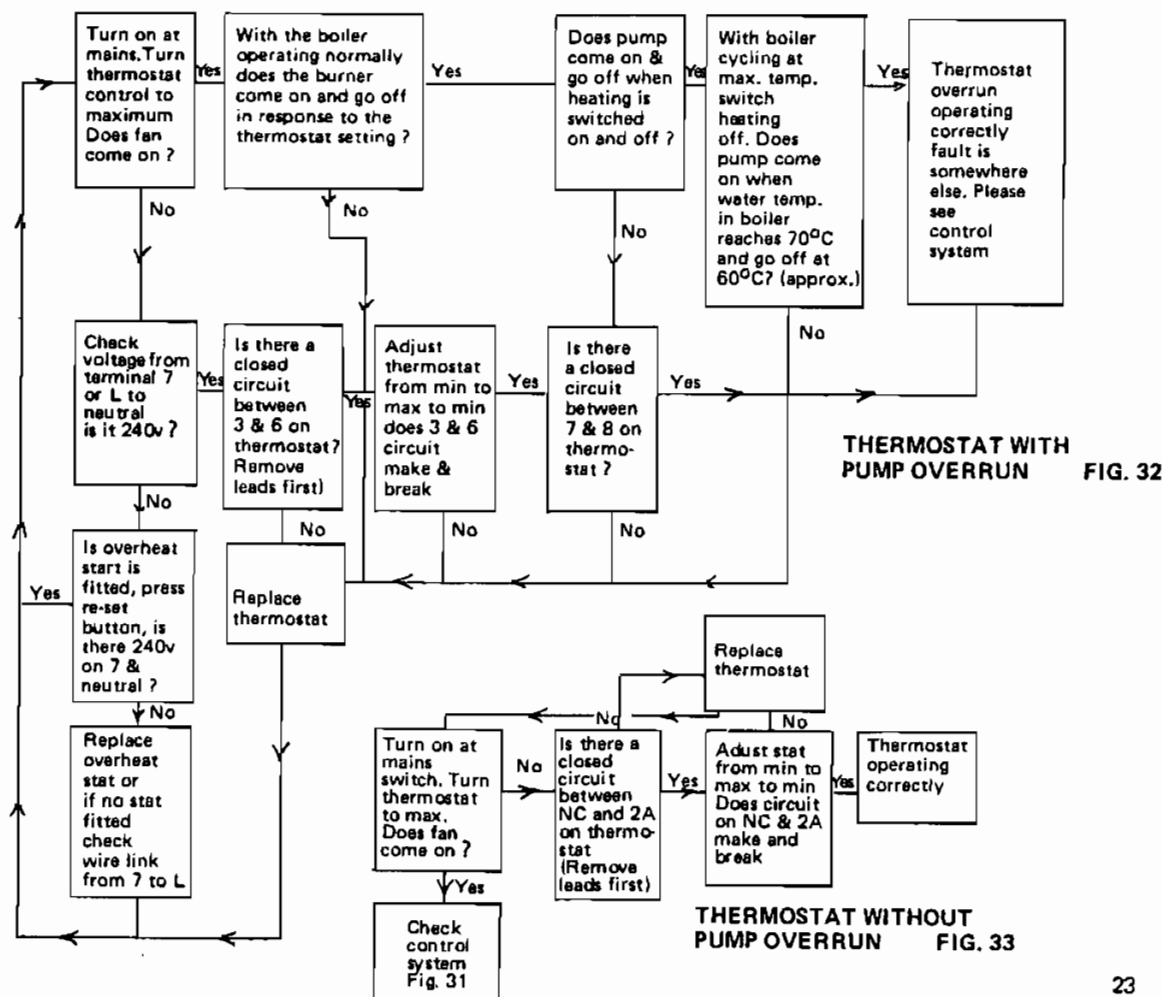 Turn on at
mains.Turn
thermostat
control to
maximum
Does fan
come on ?
Yes
With the boiler
operating normally
does the burner
come on and go off
in response to the
thermostat setting ?
Yes
Does pump
come on &
go off when
heating is
switched
on and off ?
Yes
With boiler
cycling at
max. temp.
switch
heating
off. Does
pump come
on when
water temp.
in boiler
reaches 70°C
and go off at
60°C? (approx.)
Yes
Thermostat
overrun
operating
correctly
fault is
somewhere
else. Please
see
control
system
No
No
No
No
Check
voltage from
terminal 7
or L to
neutral
is it 240v ?
Yes
Is there a
closed
circuit
between
3 & 6 on
thermostat?
Remove
leads first)
Yes
Adjust
thermostat
from min to
max to min
does 3 & 6
circuit
make &
break
Yes
Is there
a closed
circuit
between
7 & 8 on
thermo-
stat ?
Yes
THERMOSTAT WITH
PUMP OVERRUN FIG. 32
No
No
No
No
Is overheat
start is
fitted, press
re-set
button, is
there 240v
on 7 &
neutral ?
Yes
Replace
thermostat
No
Replace
overheat
stat or
if no stat
fitted
check
wire link
from 7 to L
Replace
thermostat
No
No
Turn on at
mains
switch. Turn
thermostat
to max.
Does fan
come on ?
No
Is there a
closed
circuit
between
NC and 2A
on thermo-
stat
(Remove
leads first)
Yes
Adust stat
from min to
max to min
Does circuit
on NC & 2A
make and
break
Yes
Thermostat
operating
correctly
Yes
Check
control
system
Fig. 31
THERMOSTAT WITHOUT
PUMP OVERRUN FIG. 33
23